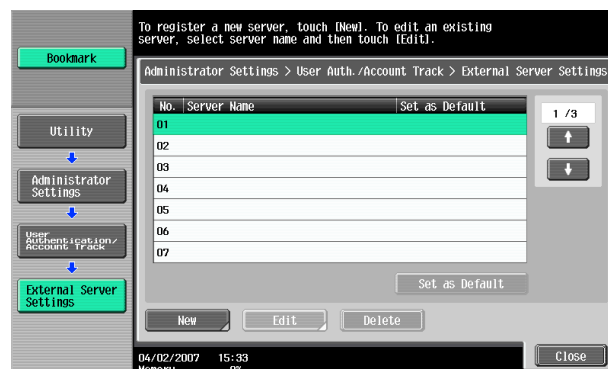 To register a new server, touch [New]. To edit an existing
server, select server name and then touch [Edit].
Bookmark
Administrator Settings > User Auth./Account Track > External Server Settings
No. Server Name Set as Default
01
02
03
04
05
06
07
1 /3
Utility
Administrator
Settings
User
Authentication/
Account Track
External Server
Settings
Set as Default
New Edit Delete
04/02/2007 15:33
Memory 0%
Close